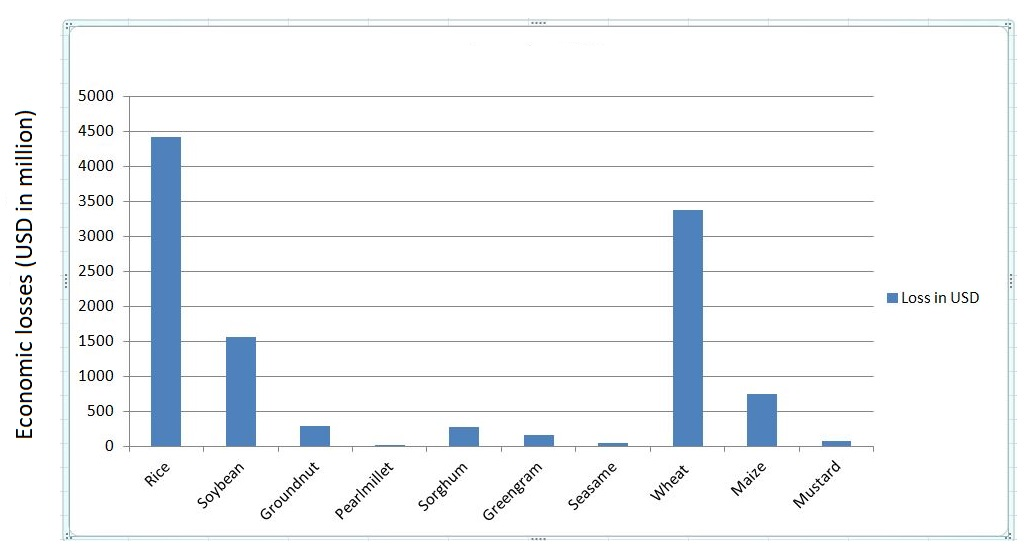 Economic losses (USD in million)
5000
4500
4000
3500
3000
2500
2000
1500
1000
500
0
Rice
Soybean
Groundnut
Pearlmillet
Sorghum
Greengram
Seasame
Wheat
Maize
Mustard
Loss in USD